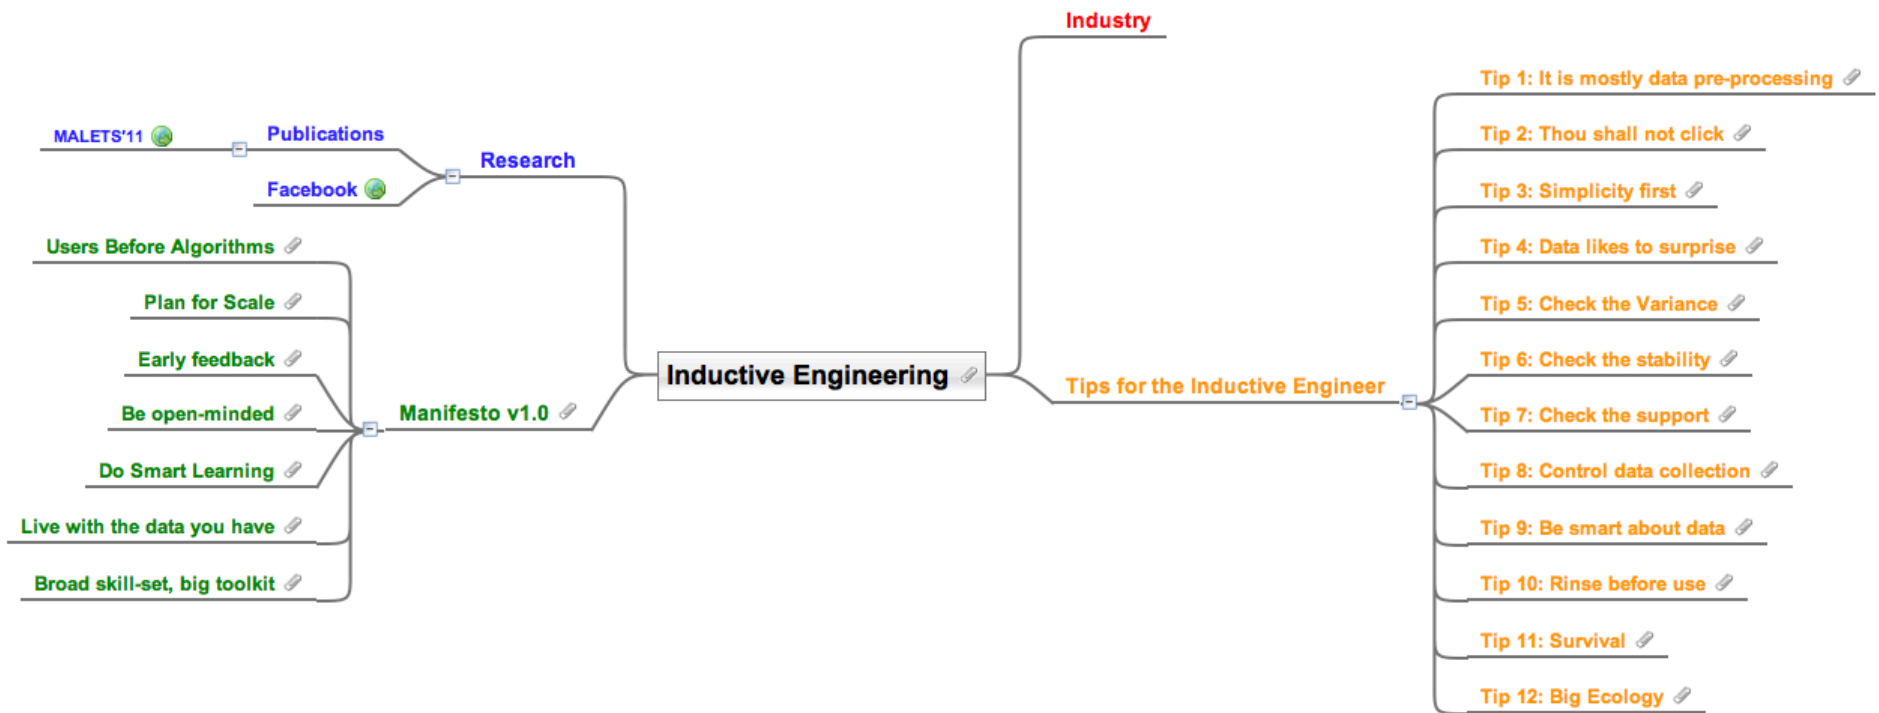 Inductive Engineering
Research
Publications
MALETS'11
Facebook
Manifesto v1.0
Users Before Algorithms
Plan for Scale
Early feedback
Be open-minded
Do Smart Learning
Live with the data you have
Broad skill-set, big toolkit
Industry
Tips for the Inductive Engineer
Tip 1: It is mostly data pre-processing
Tip 2: Thou shall not click
Tip 3: Simplicity first
Tip 4: Data likes to surprise
Tip 5: Check the Variance
Tip 6: Check the stability
Tip 7: Check the support
Tip 8: Control data collection
Tip 9: Be smart about data
Tip 10: Rinse before use
Tip 11: Survival
Tip 12: Big Ecology